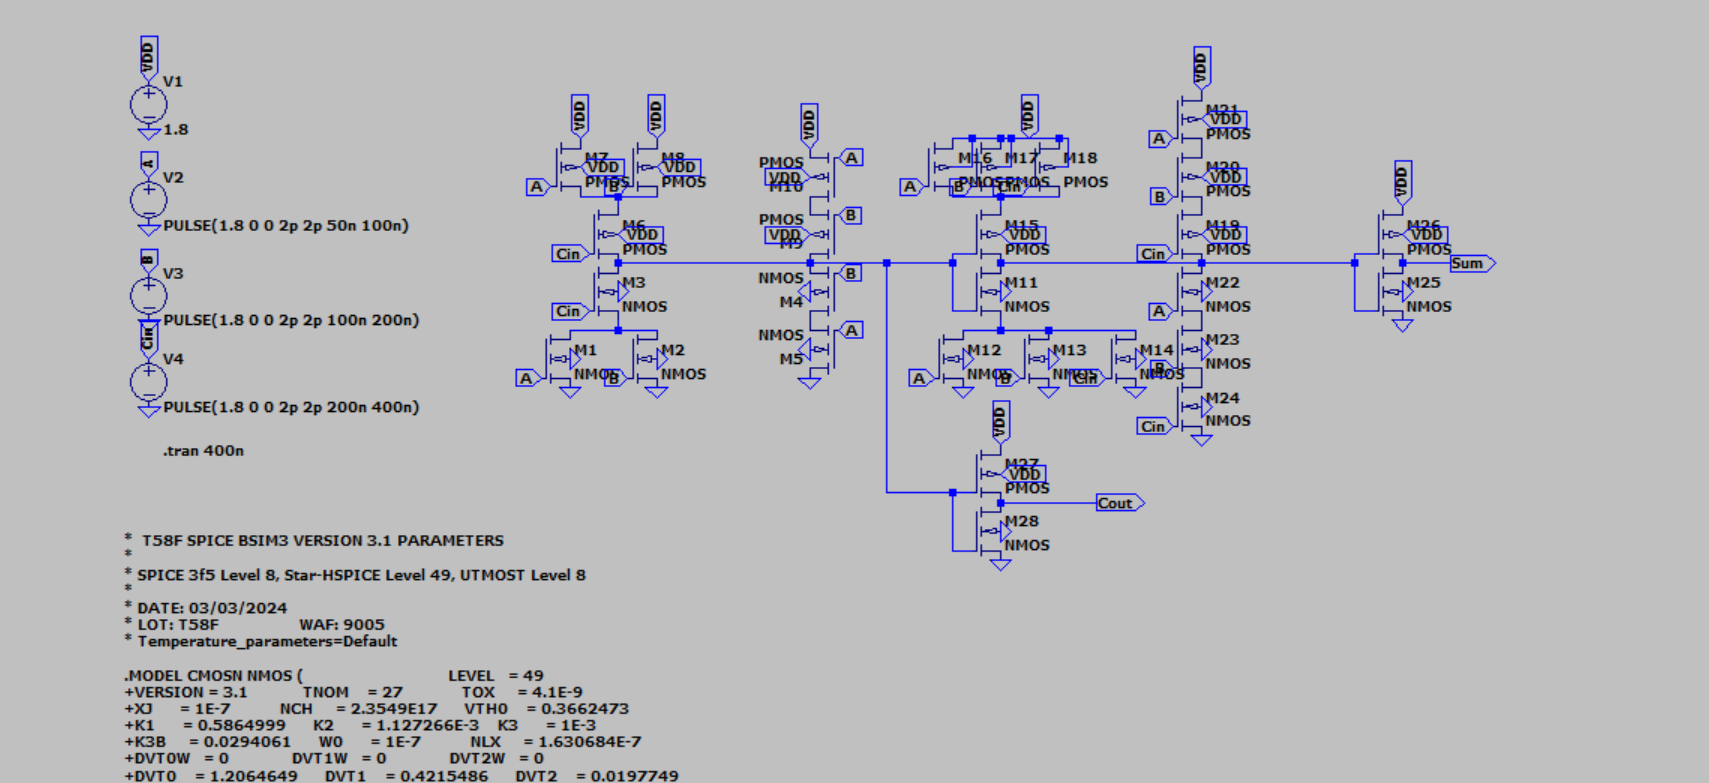 VDD
V1
1.8
A
V2
PULSE(1.8 0 0 2p 2p 50n 100n)
B
V3
PULSE(1.8 0 0 2p 2p 100n 200n)
Cin
V4
PULSE(1.8 0 0 2p 2p 200n 400n)
.tran 400n
VDD
VDD
M7
VDD
PMOS
A
M8
VDD
PMOS
B
M6
VDD
PMOS
Cin
M3
NMOS
Cin
M1
NMOS
A
M2
NMOS
B
VDD
PMOS
A
VDD
M10
PMOS
B
VDD
M9
NMOS
B
M4
NMOS
A
M5
VDD
M16
M17
M18
PMOS
PMOS
PMOS
A
B
Cin
M15
VDD
PMOS
M11
NMOS
M12
NMOS
A
M13
NMOS
B
M14
NMOS
Cin
VDD
M21
VDD
PMOS
A
M20
VDD
PMOS
B
M19
VDD
PMOS
Cin
M22
NMOS
A
M23
NMOS
B
M24
NMOS
Cin
VDD
M26
VDD
PMOS
Sum
M25
NMOS
VDD
M27
VDD
PMOS
Cout
M28
NMOS
* T58F SPICE BSIM3 VERSION 3.1 PARAMETERS
*
* SPICE 3f5 Level 8, Star-HSPICE Level 49, UTMOST Level 8
*
* DATE: 03/03/2024
* LOT: T58F WAF: 9005
* Temperature_parameters=Default
.MODEL CMOSN NMOS ( LEVEL = 49
+VERSION = 3.1 TNOM = 27 TOX = 4.1E-9
+XJ = 1E-7 NCH = 2.3549E17 VTH0 = 0.3662473
+K1 = 0.5864999 K2 = 1.127266E-3 K3 = 1E-3
+K3B = 0.0294061 W0 = 1E-7 NLX = 1.630684E-7
+DVT0W = 0 DVT1W = 0 DVT2W = 0
+DVT0 = 1.2064649 DVT1 = 0.4215486 DVT2 = 0.0197749